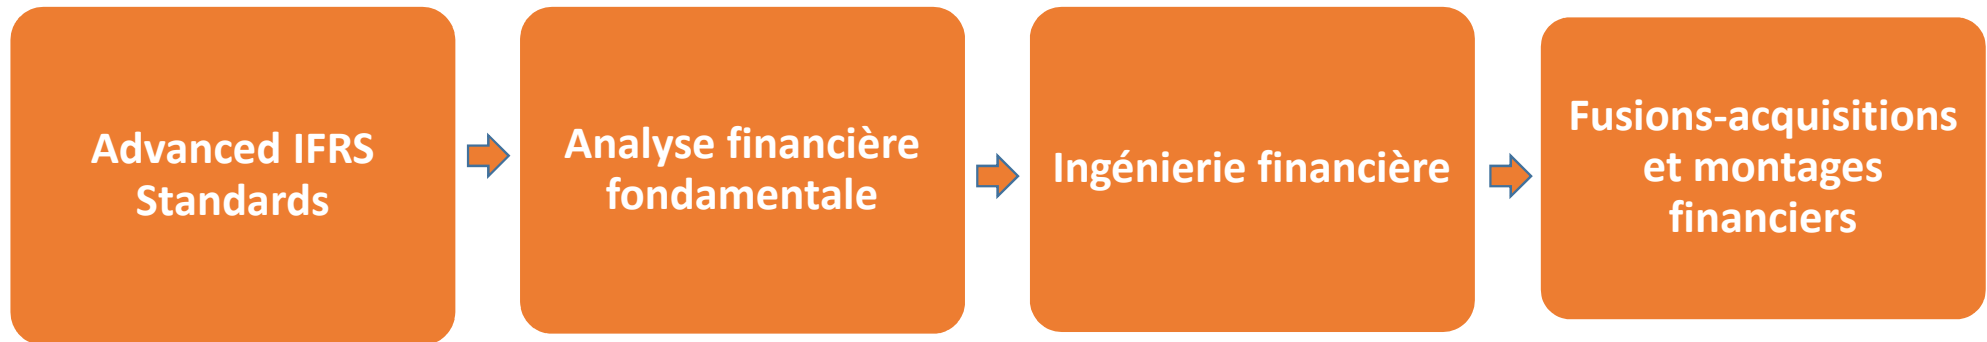 Advanced IFRS
Standards
Analyse financière
fondamentale
Ingénierie financière
Fusions-acquisitions
et montages
financiers